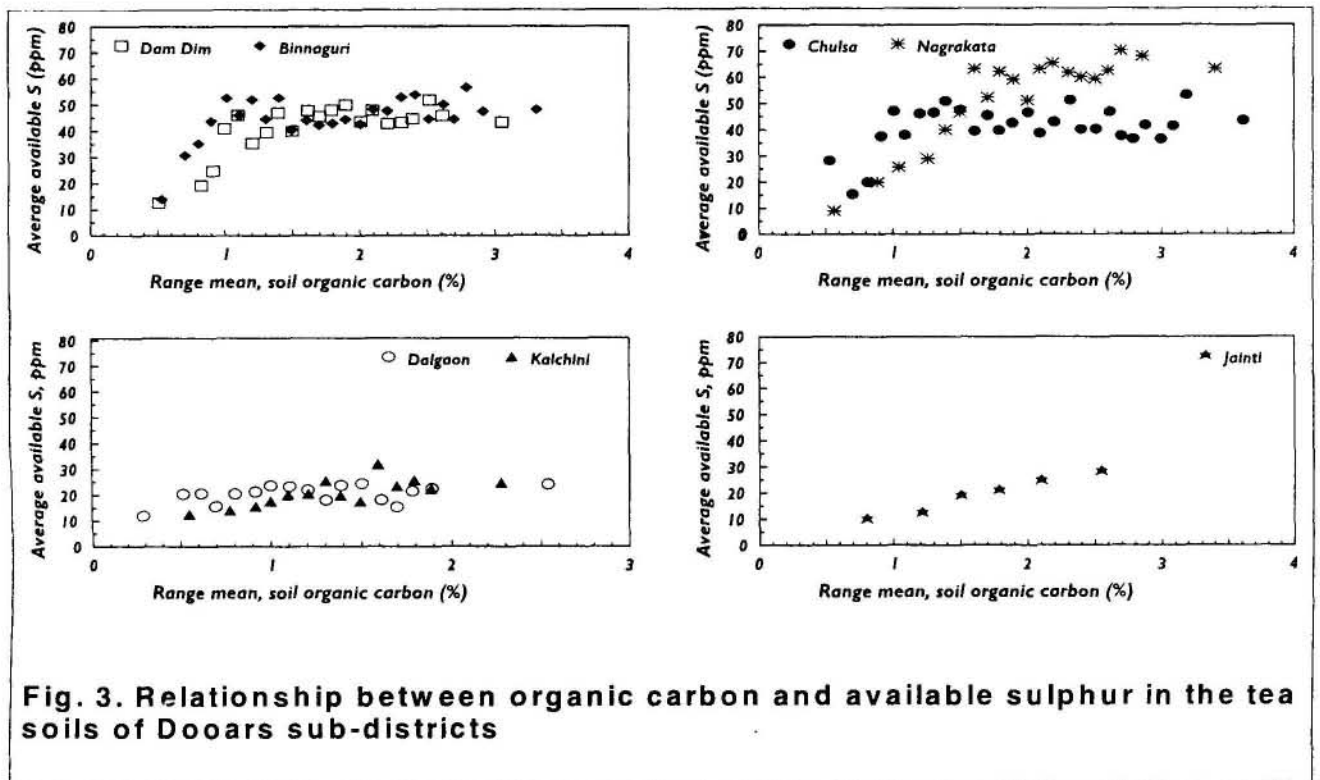 Average available S (ppm)
80
70
60
50
40
30
20
10
0
Dam Dim
Binnaguri
0 1 2 3 4
Range mean, soil organic carbon (%)
Average available S (ppm)
80
70
60
50
40
30
20
10
0
Chulsa
Nagrakata
0 1 2 3 4
Range mean, soil organic carbon (%)
Average available S, ppm
80
70
60
50
40
30
20
10
0
Dalgaon
Kalchini
0 1 2 3
Range mean, soil organic carbon (%)
Average available S, ppm
80
70
60
50
40
30
20
10
0
Jainti
0 1 2 3 4
Range mean, soil organic carbon (%)
Fig. 3. Relationship between organic carbon and available sulphur in the tea
soils of Dooars sub-districts